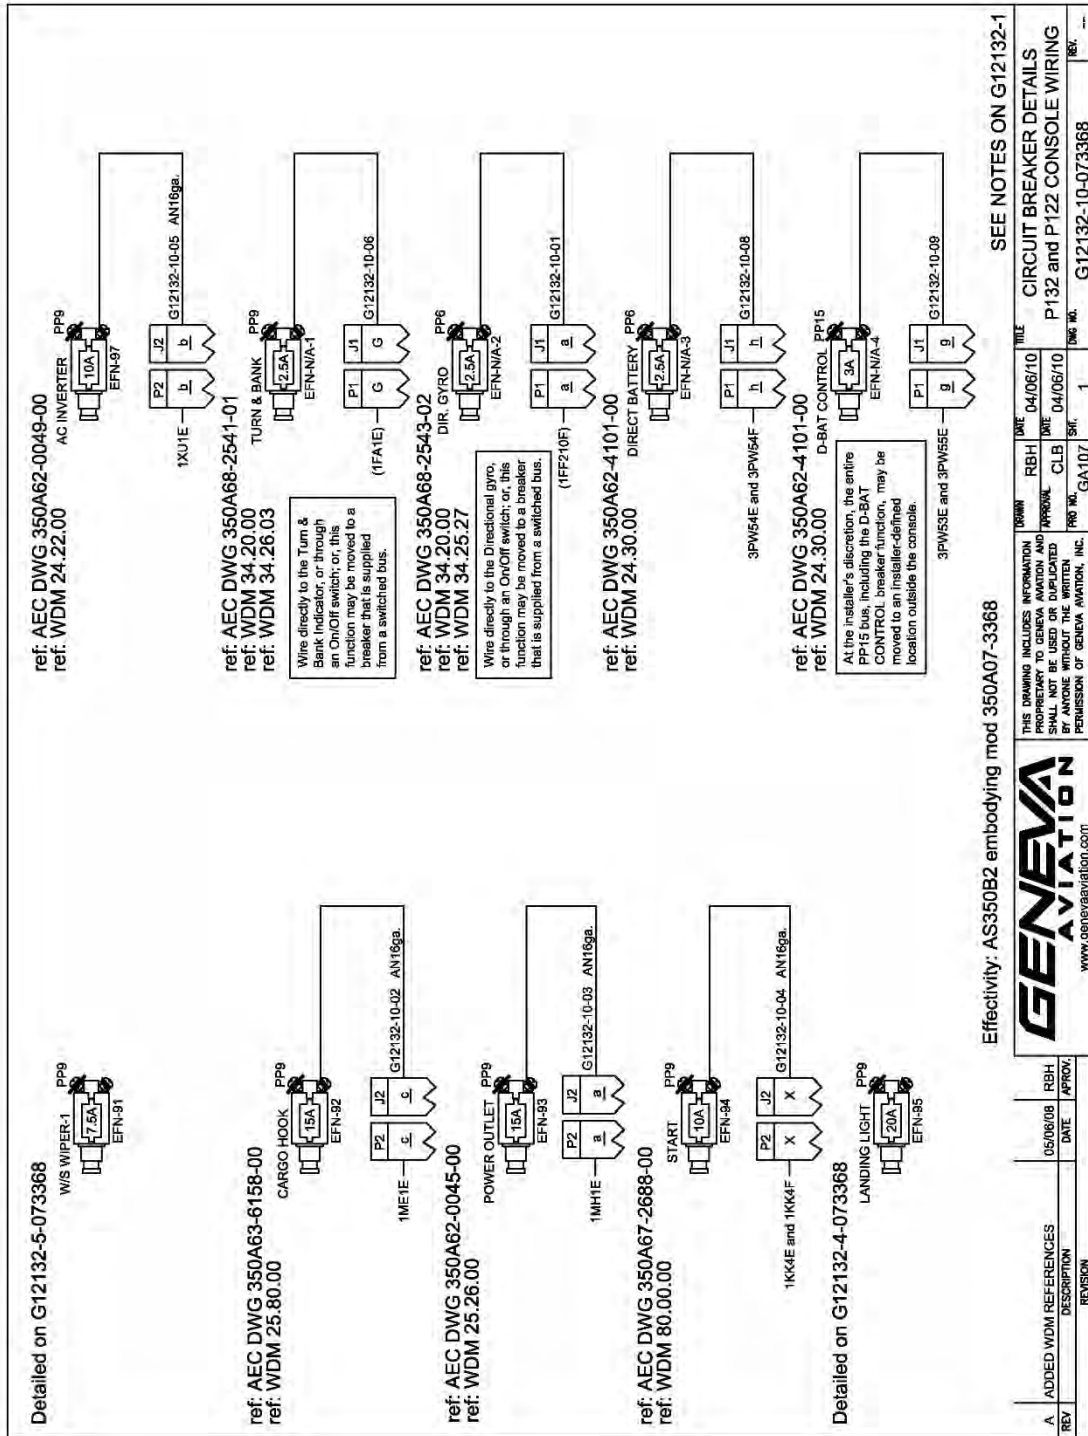 Detailed on G12132-5-073368
W/S WIPER-1
PP9
7.5A
EFN-91
ref: AEC DWG 350A63-6158-00
ref: WDM 25.80.00
CARGO HOOK
PP9
15A
EFN-92
P2
J2
G12132-10-02 AN16ga.
c
c
1ME1E
ref: AEC DWG 350A62-0045-00
ref: WDM 25.26.00
POWER OUTLET
PP9
15A
EFN-93
P2
J2
G12132-10-03 AN16ga.
a
a
1MH1E
ref: AEC DWG 350A67-2688-00
ref: WDM 80.00.00
START
PP9
10A
EFN-94
P2
J2
G12132-10-04 AN16ga.
X
X
1KK4E and 1KK4F
Detailed on G12132-4-073368
LANDING LIGHT
PP9
20A
EFN-95
ref: AEC DWG 350A62-0049-00
ref: WDM 24.22.00
AC INVERTER
PP9
10A
EFN-97
P2
J2
G12132-10-05 AN16ga.
b
b
1XU1E
ref: AEC DWG 350A68-2541-01
ref: WDM 34.20.00
ref: WDM 34.26.03
TURN & BANK
PP9
2.5A
EFN-N/A-1
Wire directly to the Turn &
Bank Indicator, or through
an On/Off switch; or, this
function may be moved to a
breaker that is supplied
from a switched bus.
P1
J1
G12132-10-06
G
G
(1FA1E)
ref: AEC DWG 350A68-2543-02
ref: WDM 34.20.00
ref: WDM 34.25.27
DIR. GYRO
PP6
2.5A
EFN-N/A-2
Wire directly to the Directional gyro,
or through an On/Off switch; or, this
function may be moved to a breaker
that is supplied from a switched bus.
P1
J1
G12132-10-01
a
a
(1FF210F)
ref: AEC DWG 350A62-4101-00
ref: WDM 24.30.00
DIRECT BATTERY
PP6
2.5A
EFN-N/A-3
P1
J1
G12132-10-08
h
h
3PW54E and 3PW54F
ref: AEC DWG 350A62-4101-00
ref: WDM 24.30.00
D-BAT CONTROL
PP15
3A
EFN-N/A-4
At the installer's discretion, the entire
PP15 bus, including the D-BAT
CONTROL breaker function, may be
moved to an installer-defined
location outside the console.
P1
J1
G12132-10-09
g
g
3PW53E and 3PW55E
Effectivity: AS350B2 embodying mod 350A07-3368
SEE NOTES ON G12132-1
A ADDED WDM REFERENCES 05/06/08 RBH
REV DESCRIPTION DATE APROV.
REVISION
GENEVA
AVIATION
www.genevaaviation.com
THIS DRAWING INCLUDES INFORMATION
PROPRIETARY TO GENEVA AVIATION AND
SHALL NOT BE USED OR DUPLICATED
BY ANYONE WITHOUT THE WRITTEN
PERMISSION OF GENEVA AVIATION, INC.
DRAWN RBH DATE 04/06/10
APPROVAL CLB DATE 04/06/10
PRO NO. GA107 SHT. 1
TITLE CIRCUIT BREAKER DETAILS
P132 and P122 CONSOLE WIRING
DWG NO. G12132-10-073368 REV. --